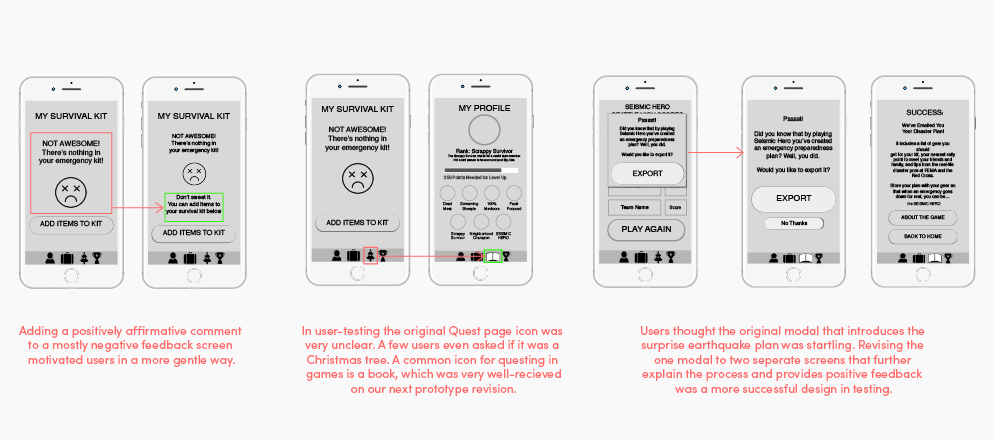 MY SURVIVAL KIT
NOT AWESOME!
There's nothing in
your emergency kit!
ADD ITEMS TO KIT
MY SURVIVAL KIT
NOT AWESOME!
There's nothing in
your emergency kit!
Don't sweat it.
You can add items to
your survival kit below
ADD ITEMS TO KIT
Adding a positively affirmative comment
to a mostly negative feedback screen
motivated users in a more gentle way.
MY SURVIVAL KIT
NOT AWESOME!
There's nothing in
your emergency kit!
ADD ITEMS TO KIT
MY PROFILE
Rank: Scrappy Survivor
350 Points Needed for Level Up
Dead
Meat
Screaming
Sheeple
100%
Mediocre
Fault
Focused
Scrappy
Survivor
Neighborhood
Champion
SEISMIC
HERO
In user-testing the original Quest page icon was
very unclear. A few users even asked if it was a
Christmas tree. A common icon for questing in
games is a book, which was very well-recieved
on our next prototype revision.
SEISMIC HERO
Psssst!
Did you know that by playing
Seismic Hero you've created
an emergency preparedness
plan? Well, you did.
Would you like to export it?
EXPORT
Team Name
Score
PLAY AGAIN
Psssst!
Did you know that by playing
Seismic Hero you've created
an emergency preparedness
plan? Well, you did.
Would you like to export it?
EXPORT
No Thanks
SUCCESS!
We've Emailed You
Your Disaster Plan!
It includes a list of gear you
should
get for your kit, your nearest rally
point to meet your friends and
family, and tips from the real-life
disaster pros at FEMA and the
Red Cross.
Store your plan with your gear so
that when an emergency goes
down for real, you can be...
SEISMIC HERO
ABOUT THE GAME
BACK TO HOME
Users thought the original modal that introduces the
surprise earthquake plan was startling. Revising the
one modal to two seperate screens that further
explain the process and provides positive feedback
was a more successful design in testing.